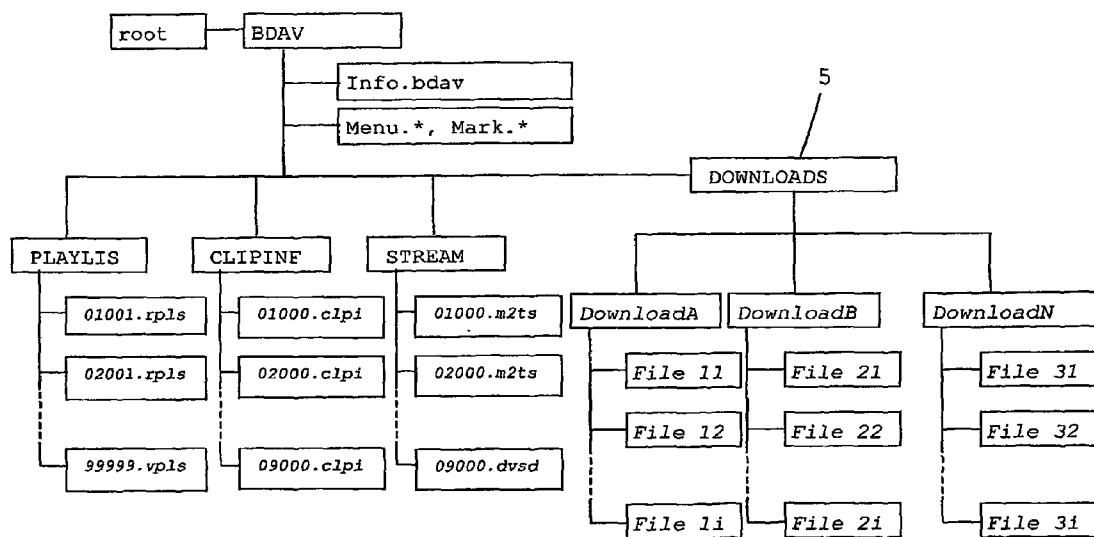 root
BDAV
Info.bdav
Menu.*, Mark.*
5
DOWNLOADS
PLAYLIS
CLIPINF
STREAM
01001.rpls
01000.clpi
01000.m2ts
02001.rpls
02000.clpi
02000.m2ts
99999.vpls
09000.clpi
09000.dvsd
DownloadA
DownloadB
DownloadN
File 11
File 21
File 31
File 12
File 22
File 32
File 1i
File 2i
File 3i